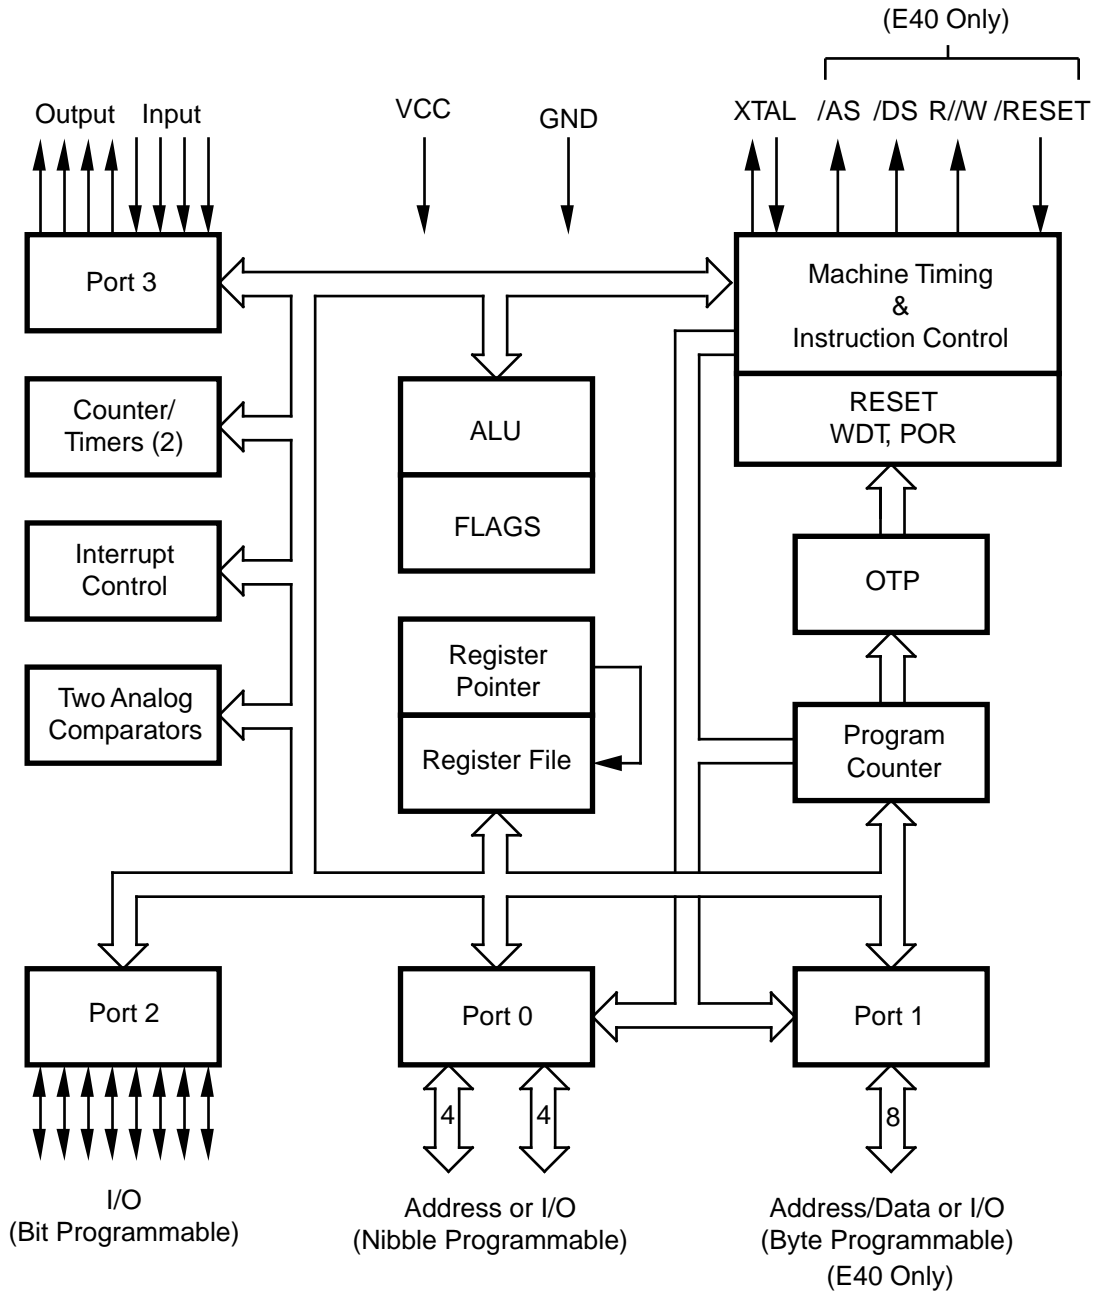 (E40 Only)
Output Input VCC GND XTAL /AS /DS R//W /RESET
Port 3
Machine Timing
&
Instruction Control
RESET
WDT, POR
Counter/
Timers (2)
ALU
FLAGS
Interrupt
Control
OTP
Two Analog
Comparators
Register
Pointer
Register File
Program
Counter
Port 2
Port 0
Port 1
4
4
8
I/O
(Bit Programmable)
Address or I/O
(Nibble Programmable)
Address/Data or I/O
(Byte Programmable)
(E40 Only)